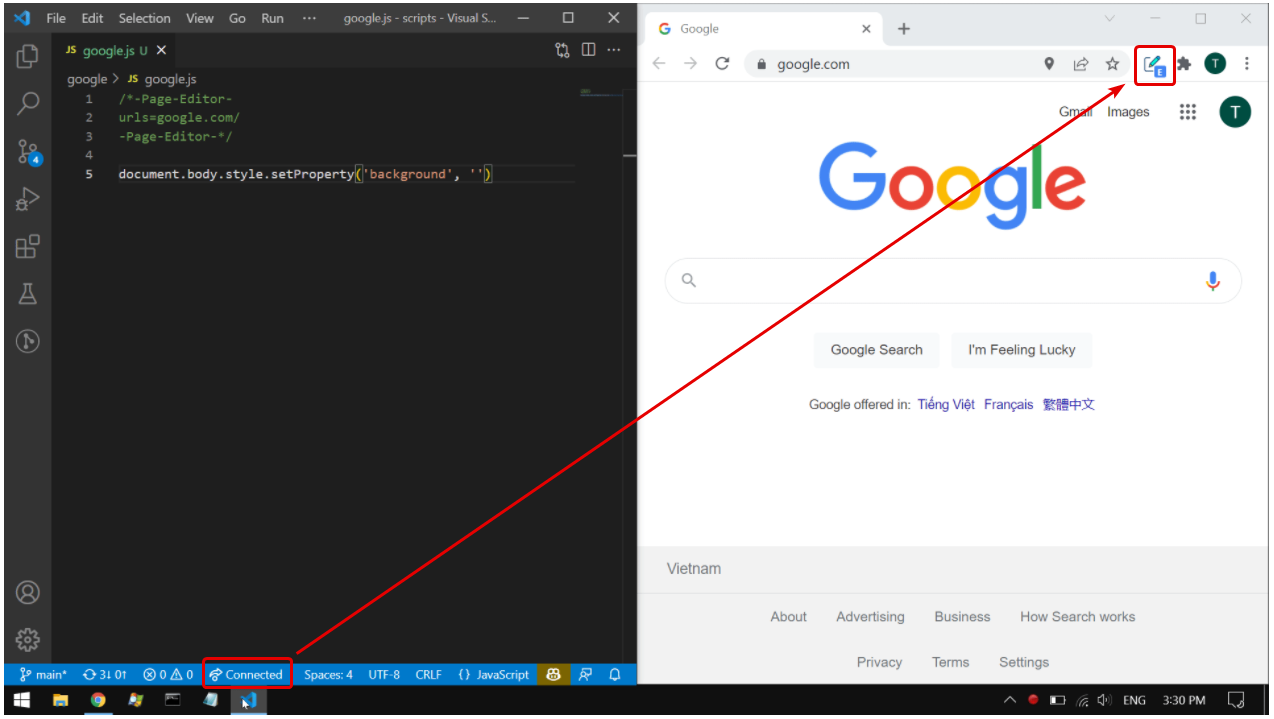 File Edit Selection View Go Run ··· google.js - scripts - Visual S...
JS google.js U
google > JS google.js
1 /*-Page-Editor-
2 urls=google.com/
3 -Page-Editor-*/
4
5 document.body.style.setProperty('background', '')
4
main* 3↓ 0↑ 0 0 Connected Spaces: 4 UTF-8 CRLF {} JavaScript
Google
google.com
E
T
Gmail Images
T
Google
Google Search I'm Feeling Lucky
Google offered in: Tiếng Việt Français 繁體中文
Vietnam
About Advertising Business How Search works
Privacy Terms Settings
ENG 3:30 PM